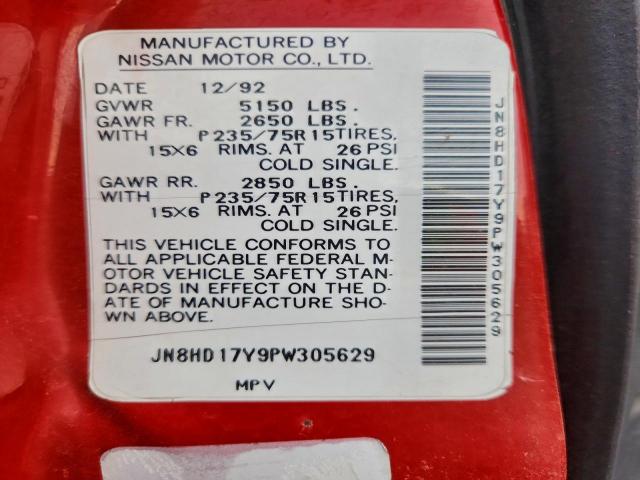 MANUFACTURED BY
NISSAN MOTOR CO., LTD.
DATE 12/92
GVWR 5150 LBS.
GAWR FR. 2650 LBS.
WITH P235/75R15TIRES,
15X6 RIMS. AT 26 PSI
COLD SINGLE.
GAWR RR. 2850 LBS.
WITH P235/75R15TIRES,
15X6 RIMS. AT 26 PSI
COLD SINGLE.
THIS VEHICLE CONFORMS TO
ALL APPLICABLE FEDERAL M-
OTOR VEHICLE SAFETY STAN-
DARDS IN EFFECT ON THE D-
ATE OF MANUFACTURE SHO-
WN ABOVE.
JN8HD17Y9PW305629
MPV
JN8HD17Y9PW305629